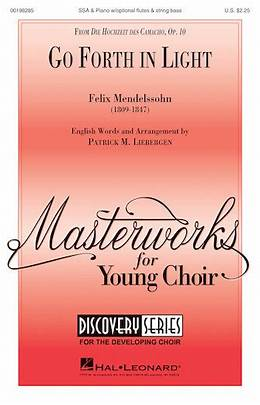 00198285 SSA & Piano w/optional flutes & string bass U.S. $2.25
FROM DIE HOCHZEIT DES CAMACHO, OP. 10
GO FORTH IN LIGHT
Felix Mendelssohn
(1809-1847)
English Words and Arrangement by
PATRICK M. LIEBERGEN
Masterworks
for
Young Choir
DISCOVERY SERIES
FOR THE DEVELOPING CHOIR
HAL•LEONARD®